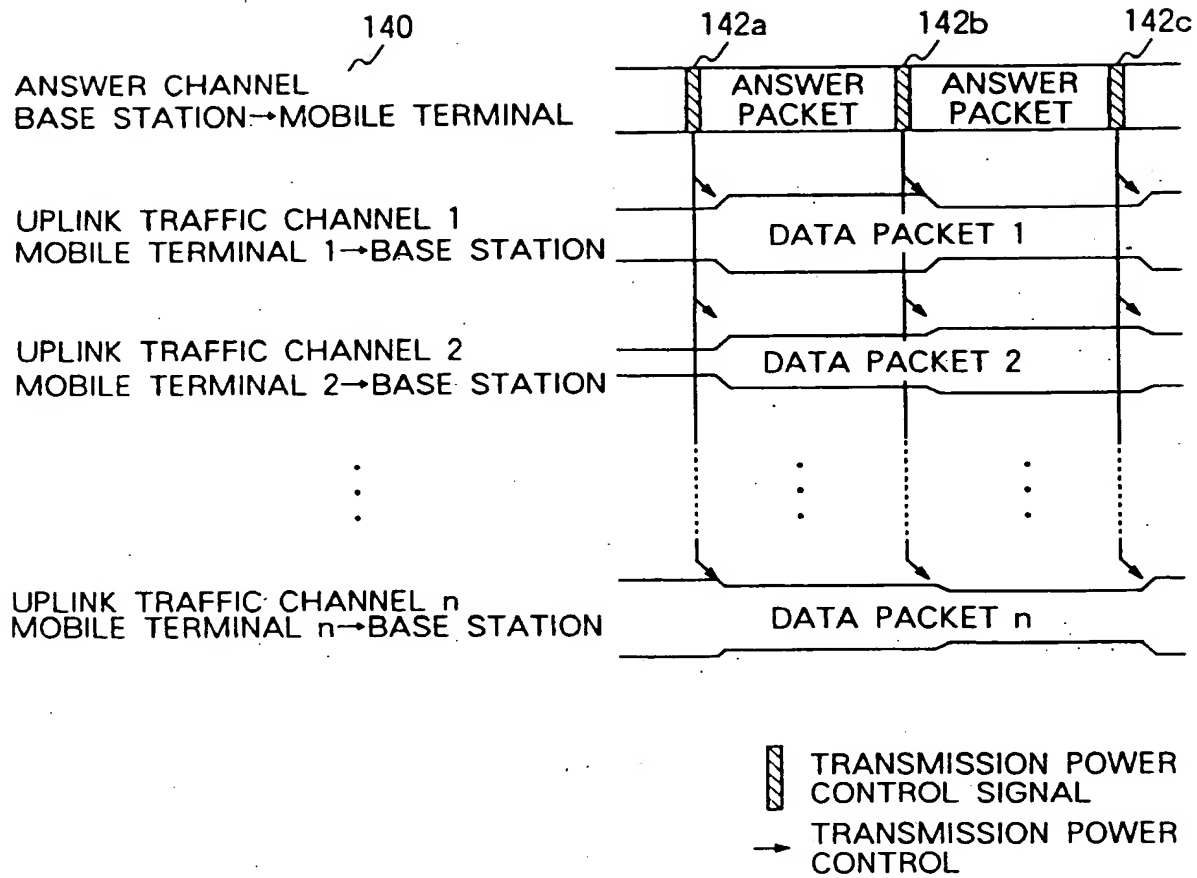 140
142a
142b
142c
ANSWER CHANNEL
BASE STATION→MOBILE TERMINAL
ANSWER
PACKET
ANSWER
PACKET
UPLINK TRAFFIC CHANNEL 1
MOBILE TERMINAL 1→BASE STATION
DATA PACKET 1
UPLINK TRAFFIC CHANNEL 2
MOBILE TERMINAL 2→BASE STATION
DATA PACKET 2
UPLINK TRAFFIC CHANNEL n
MOBILE TERMINAL n→BASE STATION
DATA PACKET n
TRANSMISSION POWER
CONTROL SIGNAL
TRANSMISSION POWER
CONTROL